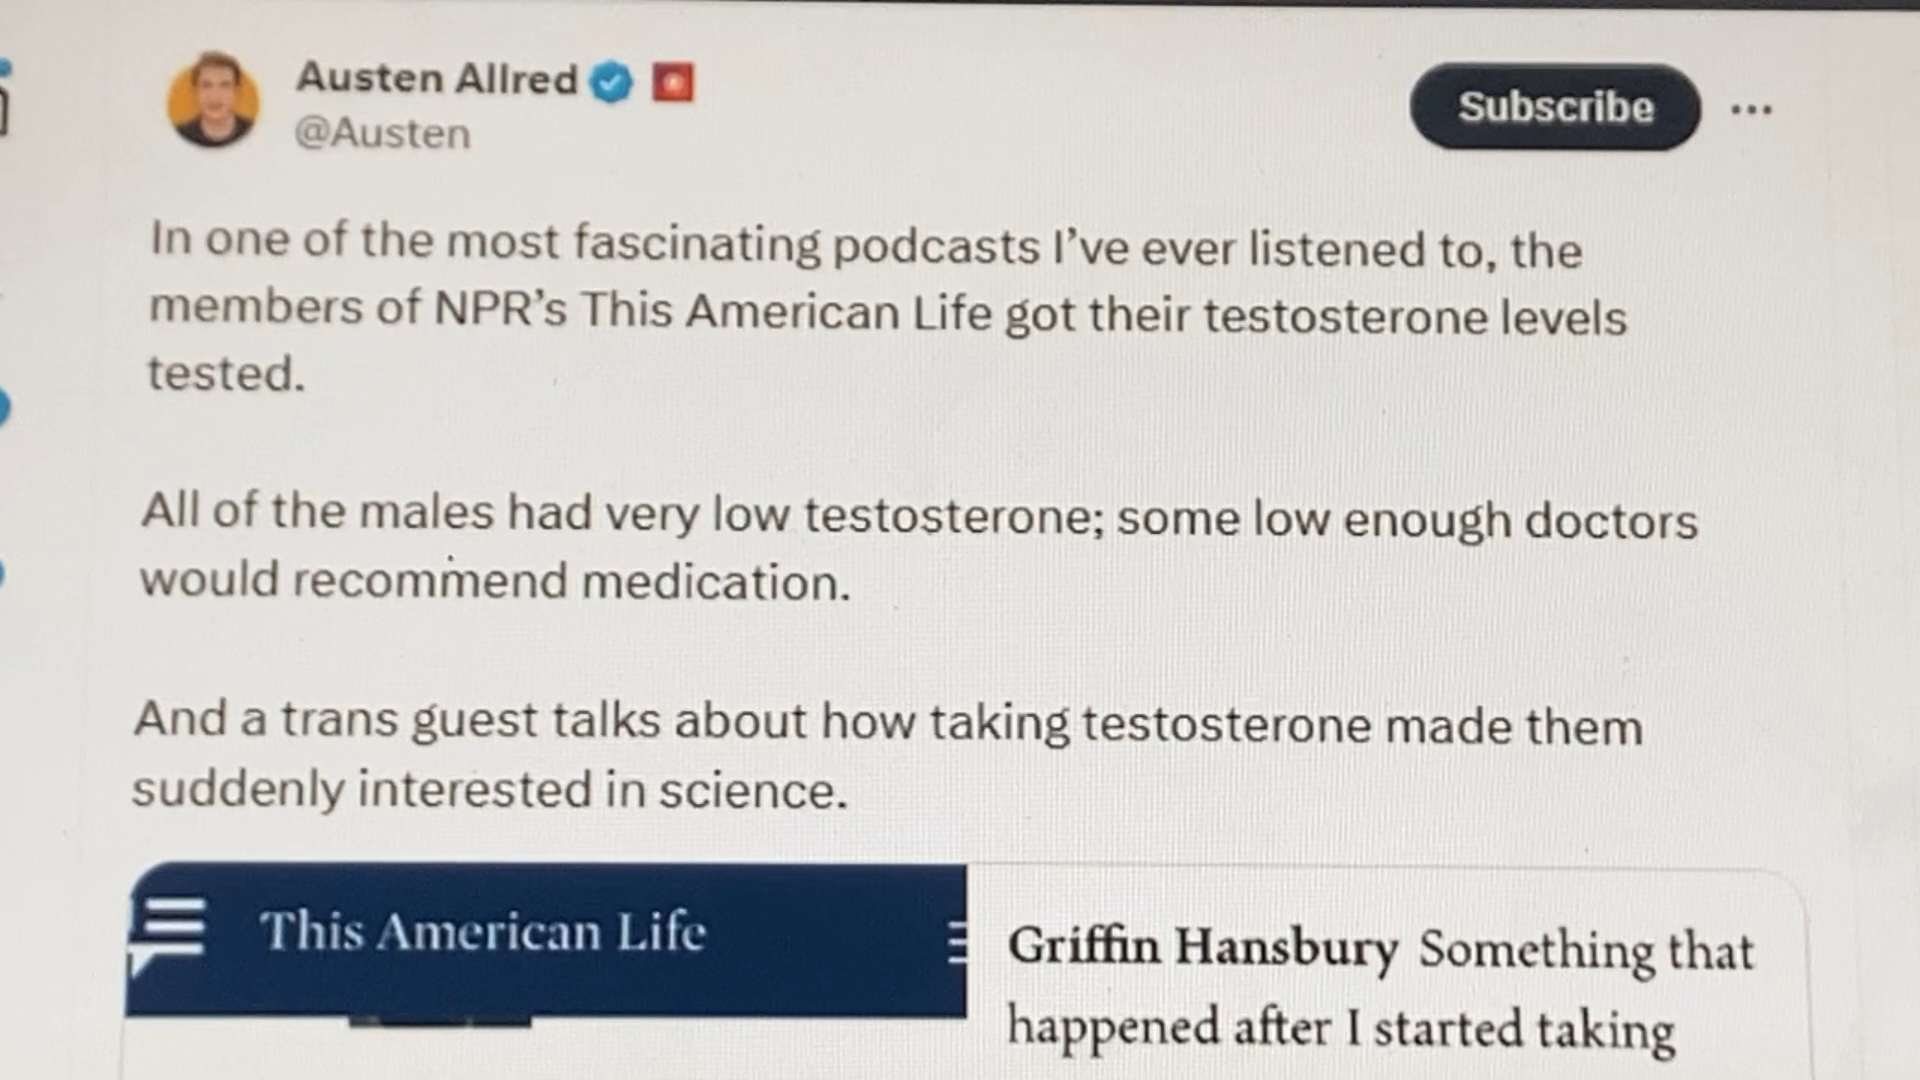 Austen Allred
@Austen
Subscribe
In one of the most fascinating podcasts I’ve ever listened to, the
members of NPR’s This American Life got their testosterone levels
tested.
All of the males had very low testosterone; some low enough doctors
would recommend medication.
And a trans guest talks about how taking testosterone made them
suddenly interested in science.
This American Life
Griffin Hansbury Something that
happened after I started taking